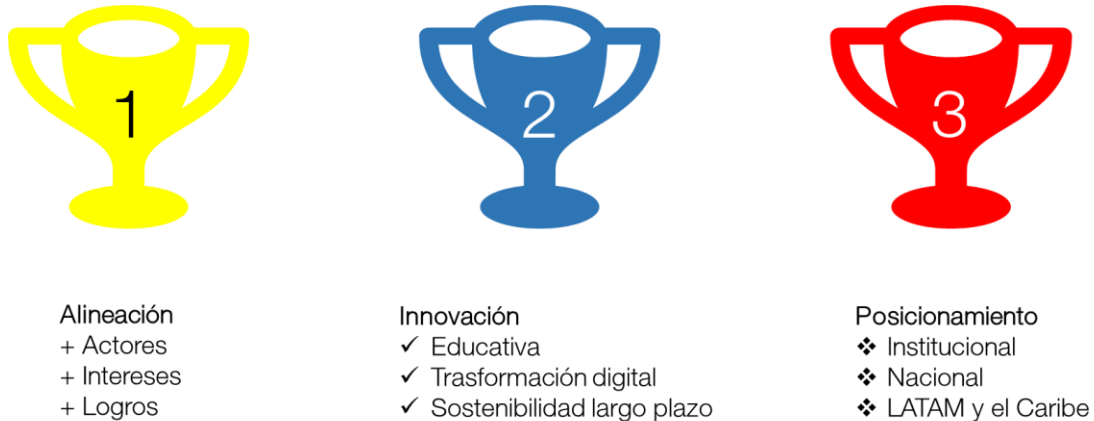 1
2
3
Alineación
+ Actores
+ Intereses
+ Logros
Innovación
✓ Educativa
✓ Trasformación digital
✓ Sostenibilidad largo plazo
Posicionamiento
❖ Institucional
❖ Nacional
❖ LATAM y el Caribe